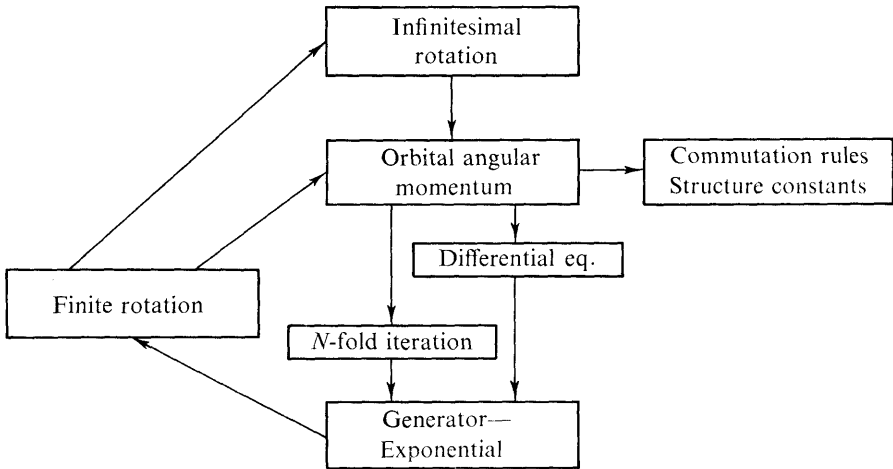 Infinitesimal
rotation
Orbital angular
momentum
Commutation rules
Structure constants
Differential eq.
Finite rotation
N-fold iteration
Generator—
Exponential